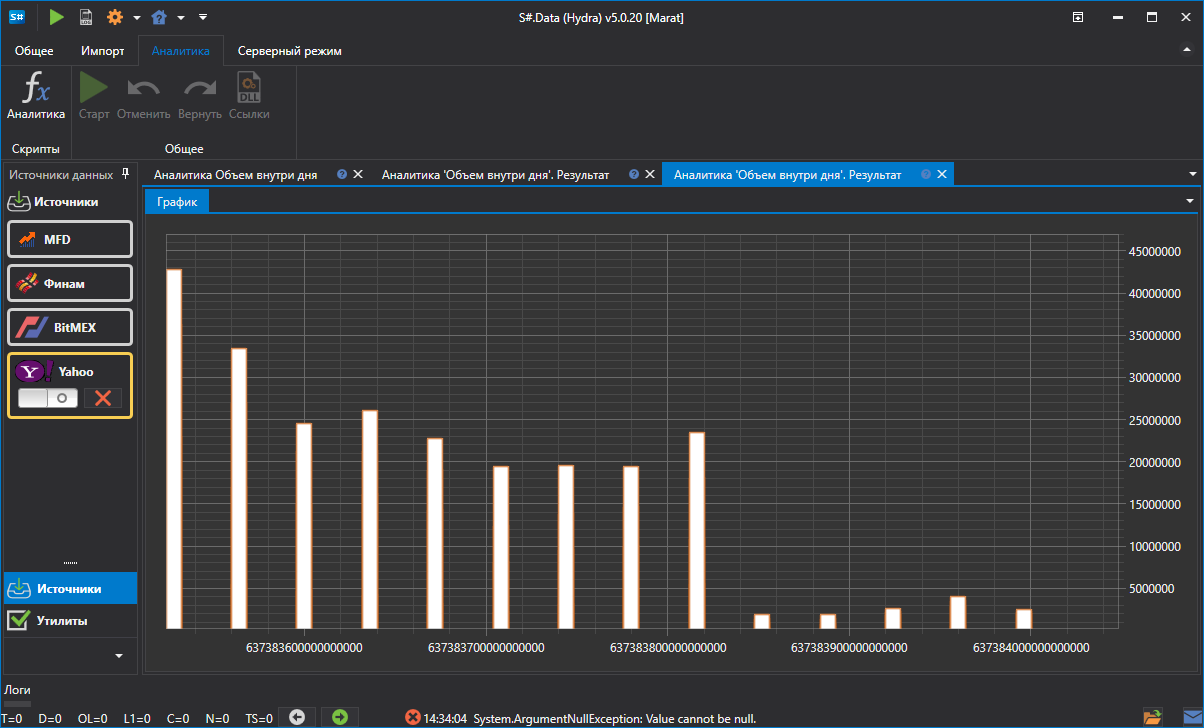 S#
LOG
S#.Data (Hydra) v5.0.20 [Marat]
Общее Импорт Аналитика Серверный режим
fx
DLL
Аналитика Старт Отменить Вернуть Ссылки
Скрипты Общее
Источники данных
Аналитика Объем внутри дня ? Аналитика 'Объем внутри дня'. Результат ? Аналитика 'Объем внутри дня'. Результат ?
Источники
График
MFD
Финам
BitMEX
Y! Yahoo
45000000
40000000
35000000
30000000
25000000
20000000
15000000
10000000
5000000
637383600000000000 637383700000000000 637383800000000000 637383900000000000 637384000000000000
Источники
Утилиты
Логи
T=0 D=0 OL=0 L1=0 C=0 N=0 TS=0 14:34:04 System.ArgumentNullException: Value cannot be null.